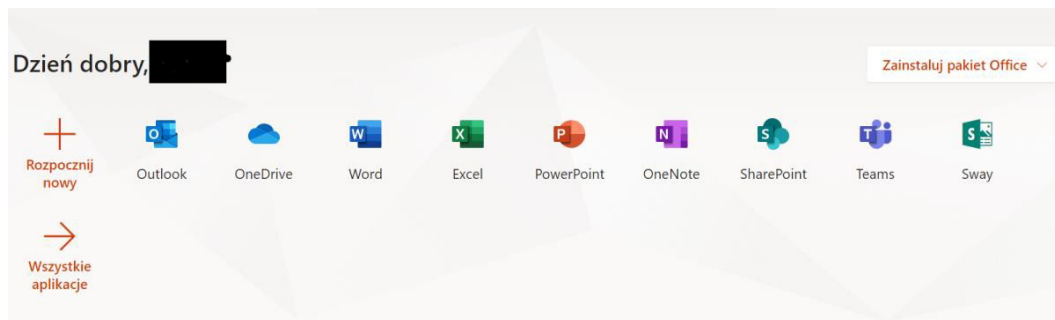 Dzień dobry,
Zainstaluj pakiet Office
Rozpocznij
nowy
Outlook
OneDrive
Word
Excel
PowerPoint
OneNote
SharePoint
Teams
Sway
Wszystkie
aplikacje